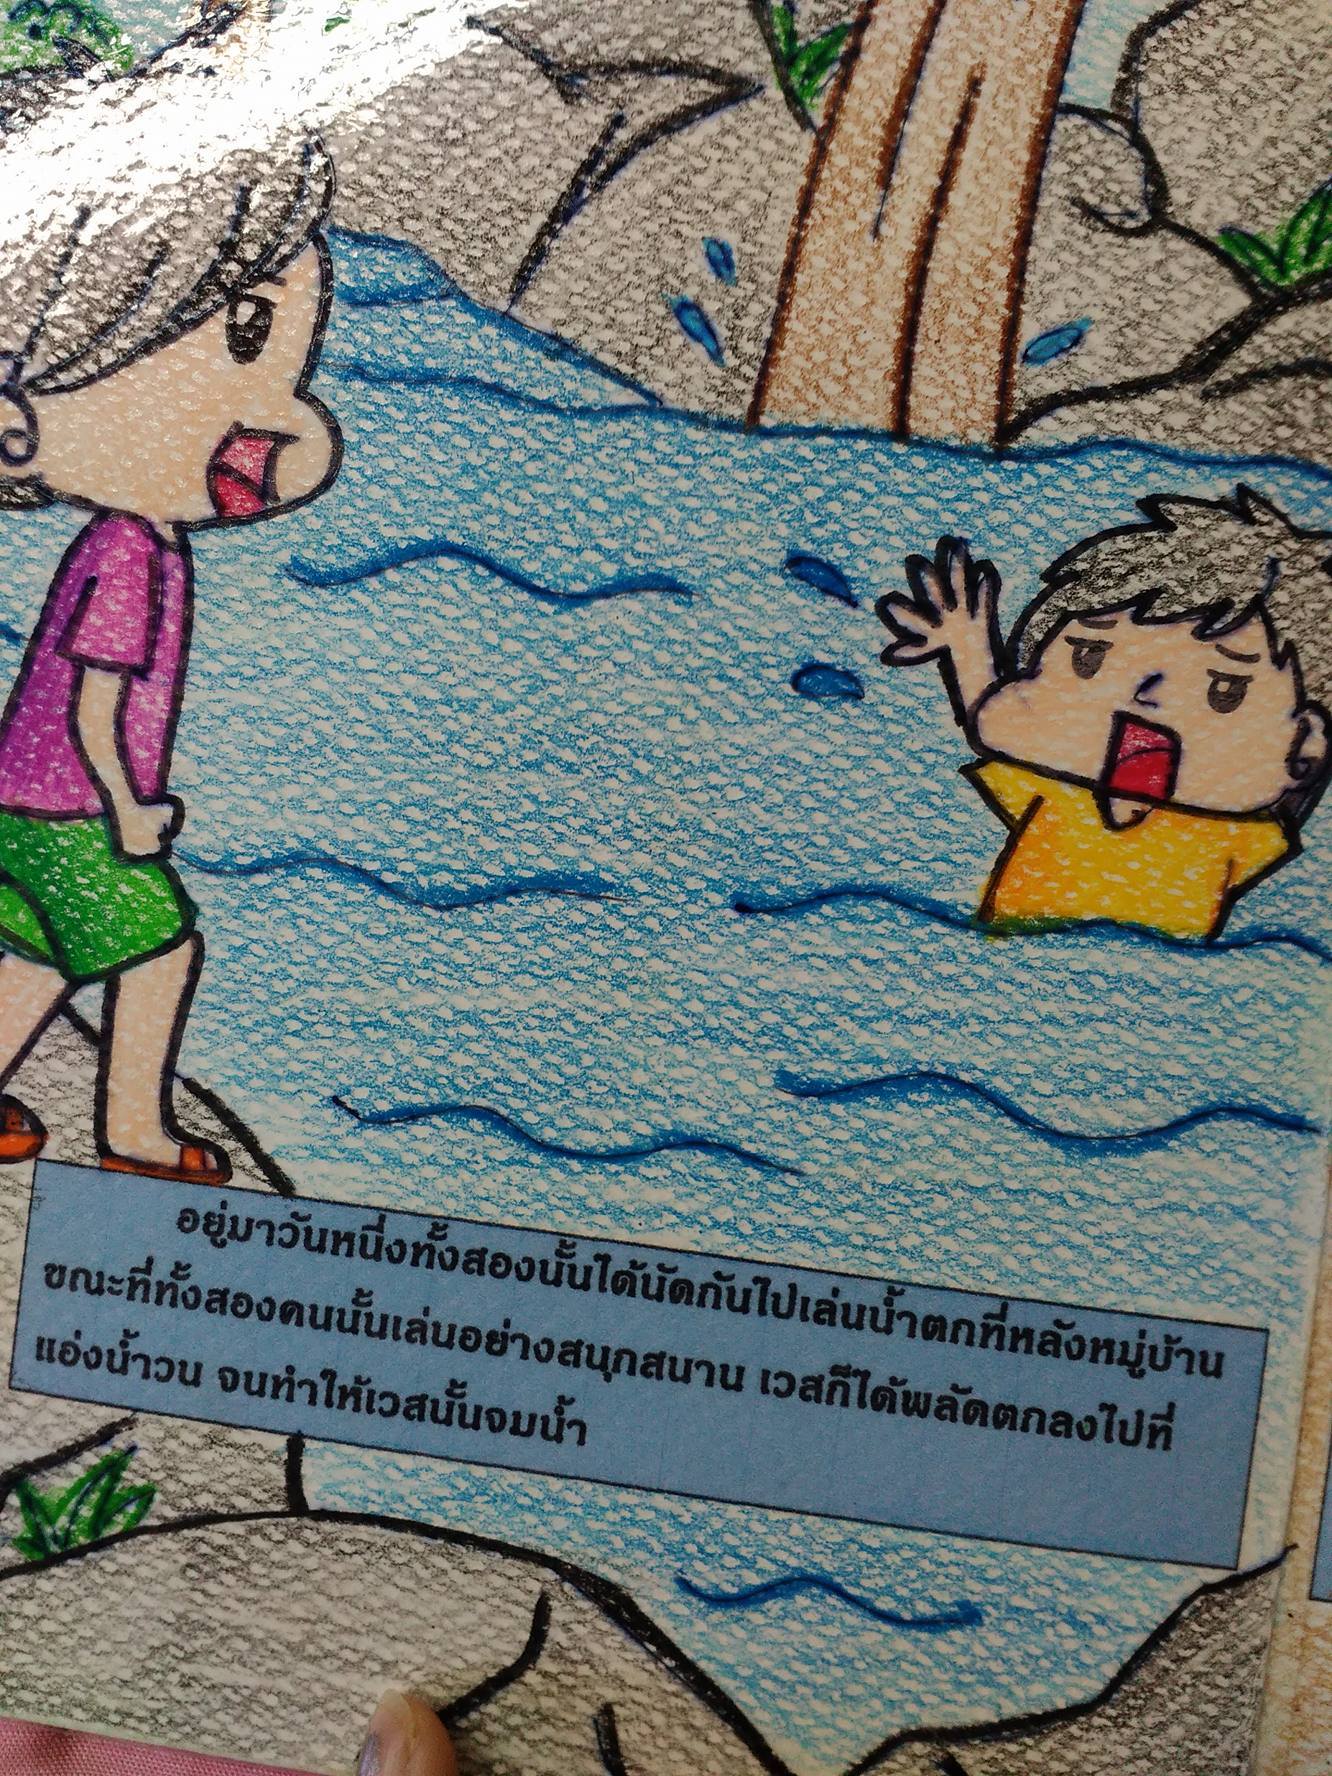 อยู่มาวันหนึ่งทั้งสองนั้นได้นัดกันไปเล่นน้ำตกที่หลังหมู่บ้าน
ขณะที่ทั้งสองคนนั้นเล่นอย่างสนุกสนาน เวสก็ได้พลัดตกลงไปที่
แอ่งน้ำวน จนทำให้เวสนั้นจมน้ำ